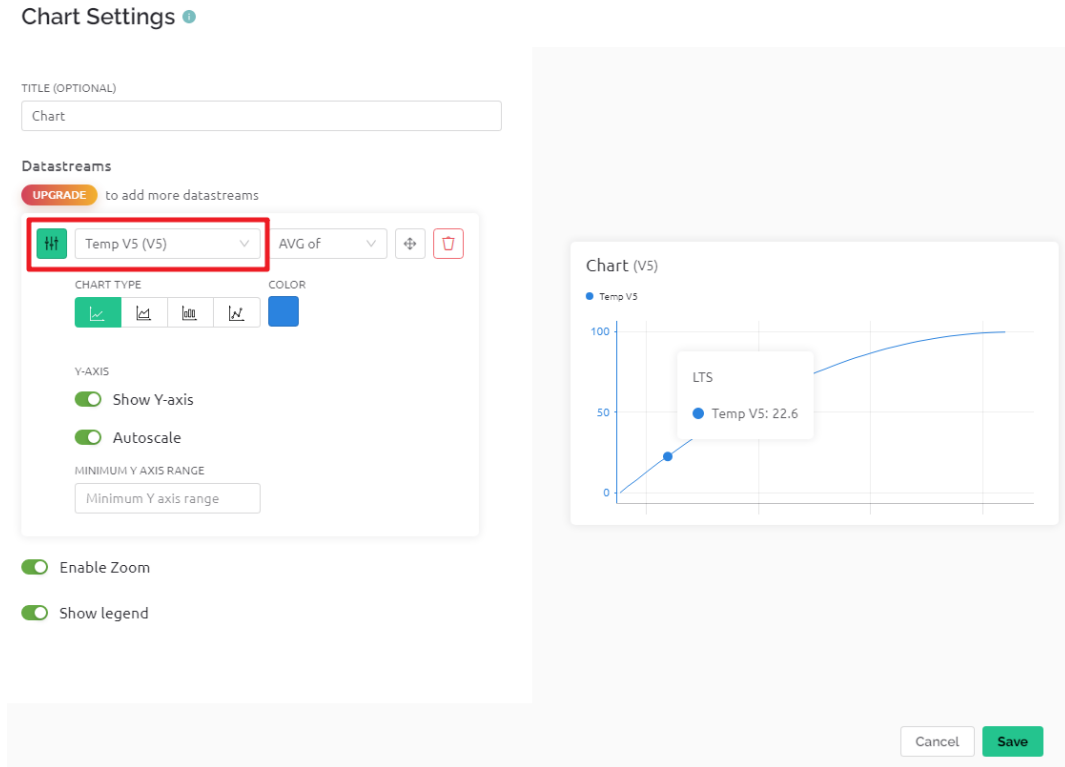 Chart Settings
TITLE (OPTIONAL)
Chart
Datastreams
UPGRADE to add more datastreams
Temp V5 (V5) AVG of
CHART TYPE COLOR
Y-AXIS
Show Y-axis
Autoscale
MINIMUM Y AXIS RANGE
Minimum Y axis range
Enable Zoom
Show legend
Chart (V5)
Temp V5
100
50
0
LTS
Temp V5: 22.6
Cancel Save